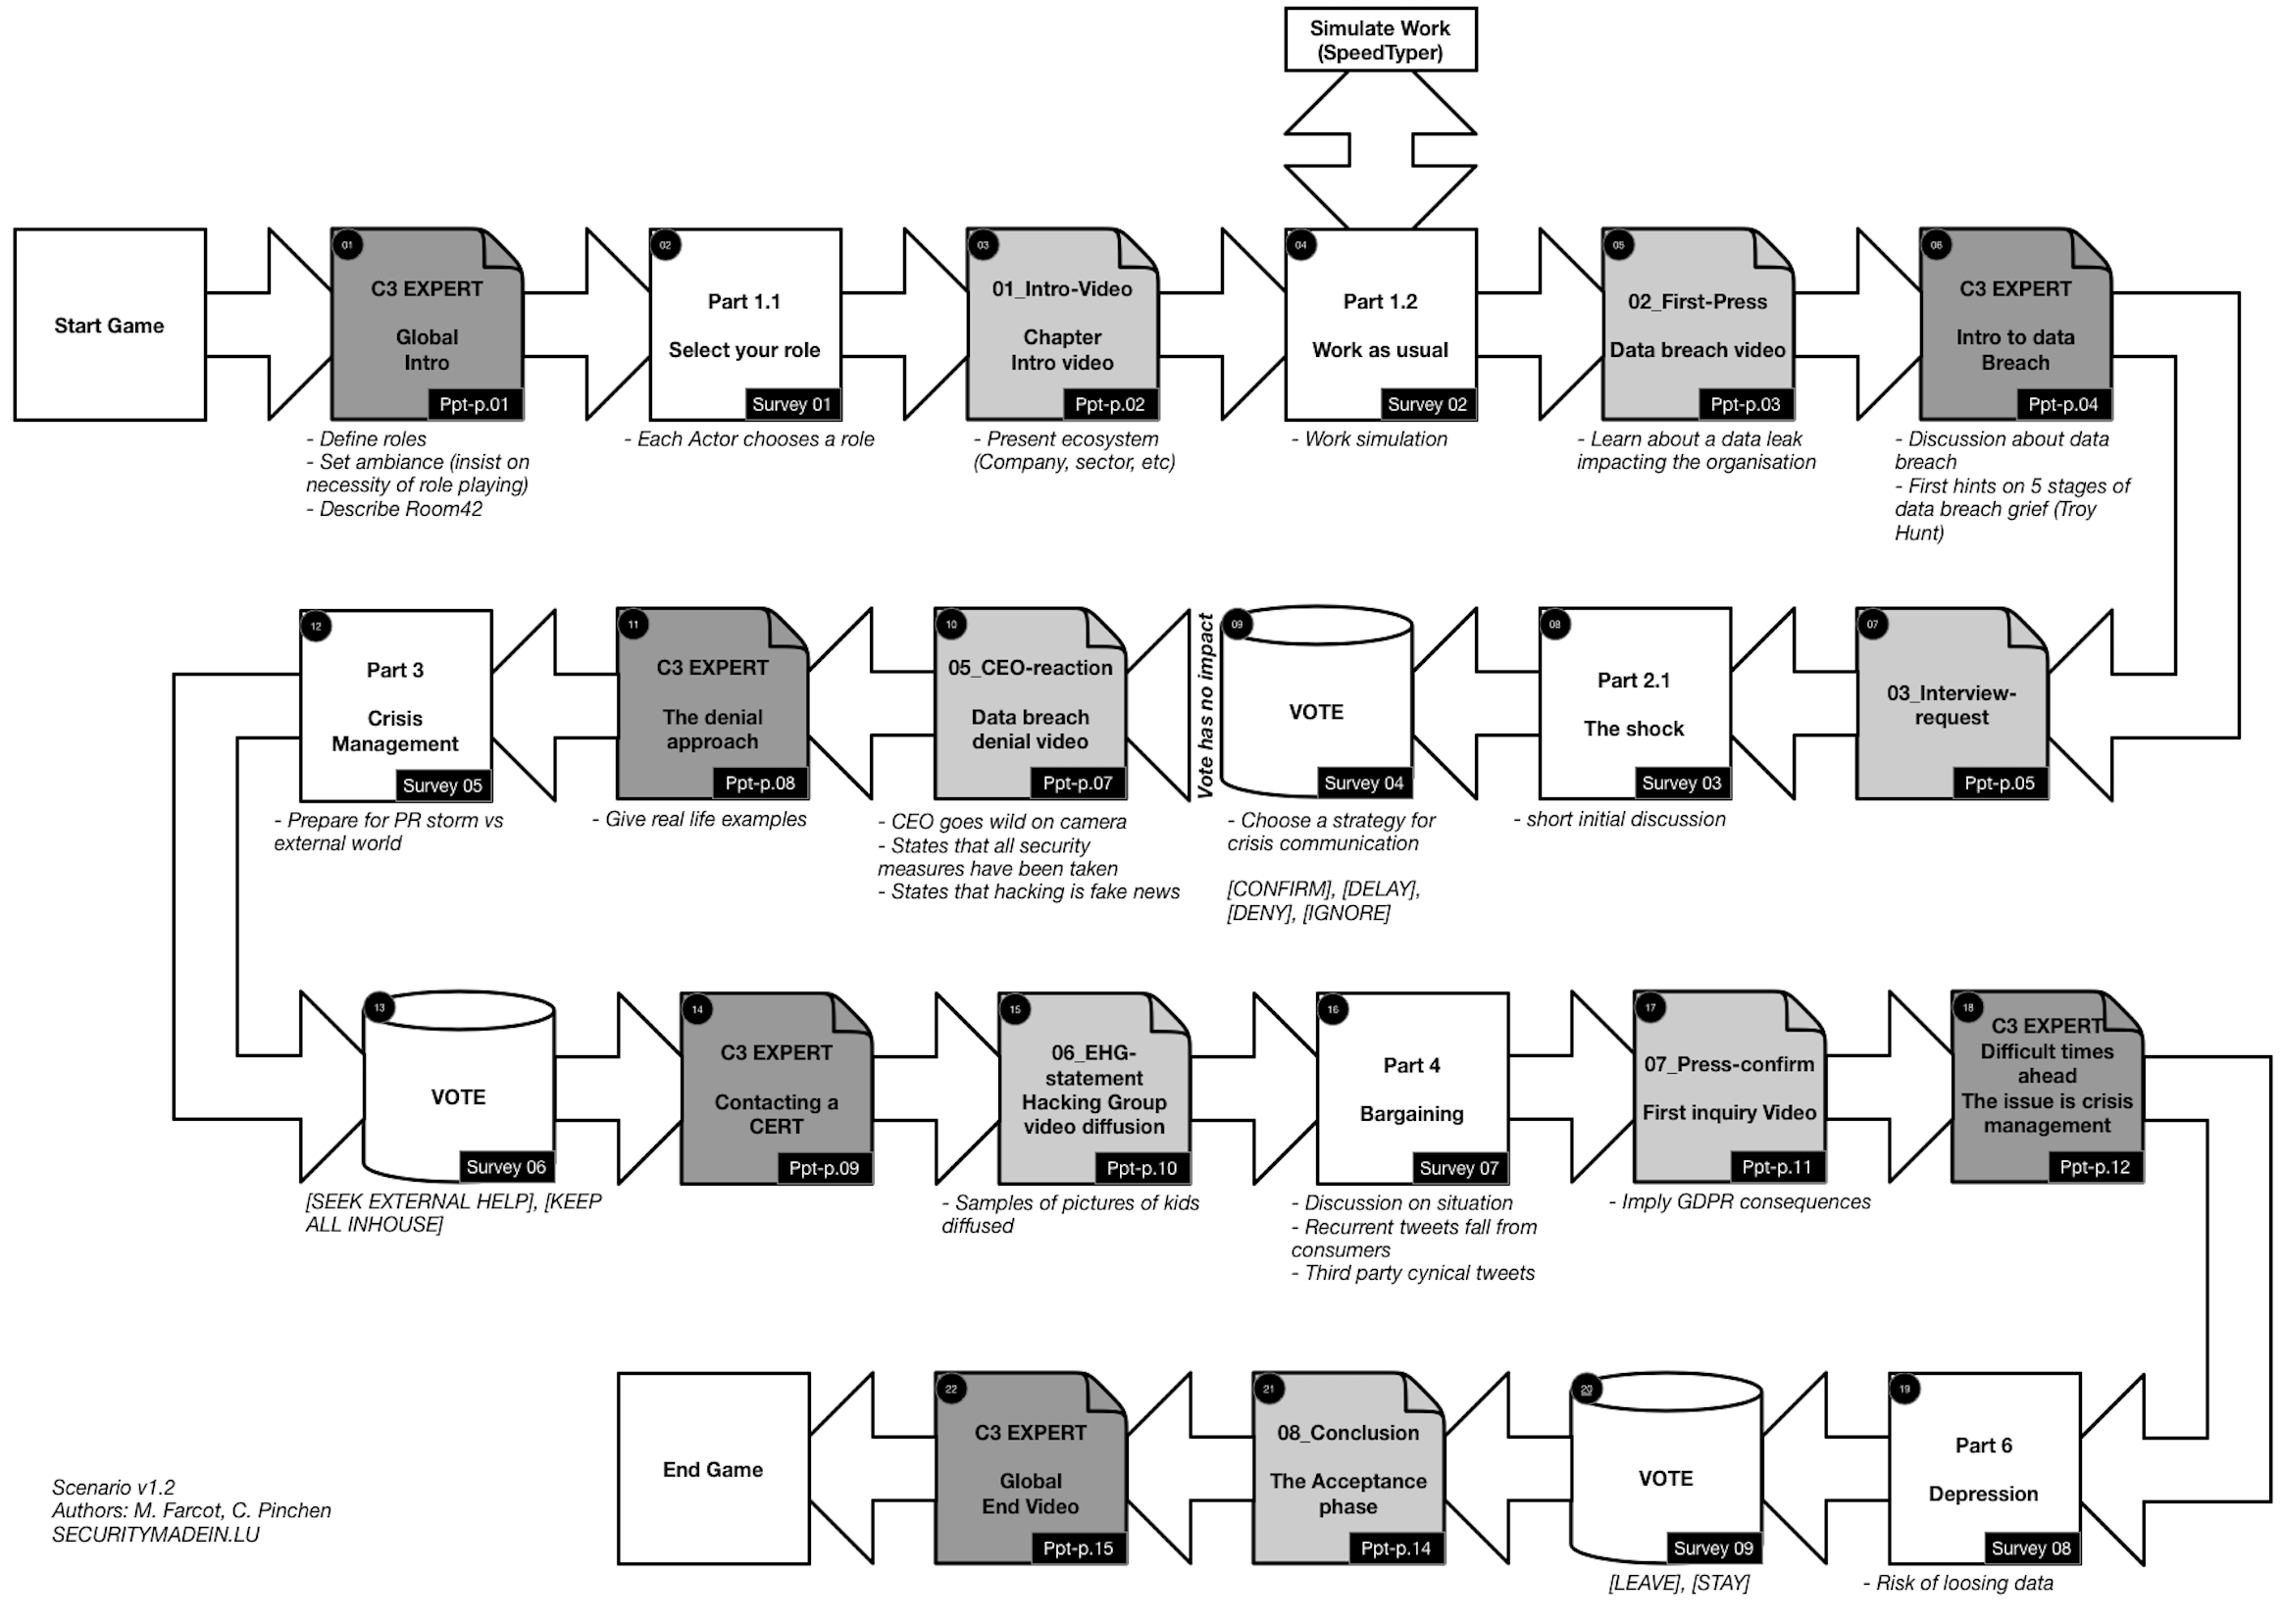 Simulate Work
(SpeedTyper)
Start Game
01
C3 EXPERT
Global
Intro
Ppt-p.01
- Define roles
- Set ambiance (insist on
necessity of role playing)
- Describe Room42
02
Part 1.1
Select your role
Survey 01
- Each Actor chooses a role
03
01_Intro-Video
Chapter
Intro video
Ppt-p.02
- Present ecosystem
(Company, sector, etc)
04
Part 1.2
Work as usual
Survey 02
- Work simulation
05
02_First-Press
Data breach video
Ppt-p.03
- Learn about a data leak
impacting the organisation
06
C3 EXPERT
Intro to data
Breach
Ppt-p.04
- Discussion about data
breach
- First hints on 5 stages of
data breach grief (Troy
Hunt)
07
03_Interview-
request
Ppt-p.05
08
Part 2.1
The shock
Survey 03
- short initial discussion
09
VOTE
Survey 04
- Choose a strategy for
crisis communication
[CONFIRM], [DELAY],
[DENY], [IGNORE]
Vote has no impact
10
05_CEO-reaction
Data breach
denial video
Ppt-p.07
- CEO goes wild on camera
- States that all security
measures have been taken
- States that hacking is fake news
11
C3 EXPERT
The denial
approach
Ppt-p.08
- Give real life examples
12
Part 3
Crisis
Management
Survey 05
- Prepare for PR storm vs
external world
13
VOTE
Survey 06
[SEEK EXTERNAL HELP], [KEEP
ALL INHOUSE]
14
C3 EXPERT
Contacting a
CERT
Ppt-p.09
15
06_EHG-
statement
Hacking Group
video diffusion
Ppt-p.10
- Samples of pictures of kids
diffused
16
Part 4
Bargaining
Survey 07
- Discussion on situation
- Recurrent tweets fall from
consumers
- Third party cynical tweets
17
07_Press-confirm
First inquiry Video
Ppt-p.11
- Imply GDPR consequences
18
C3 EXPERT
Difficult times
ahead
The issue is crisis
management
Ppt-p.12
19
Part 6
Depression
Survey 08
- Risk of loosing data
20
VOTE
Survey 09
[LEAVE], [STAY]
21
08_Conclusion
The Acceptance
phase
Ppt-p.14
22
C3 EXPERT
Global
End Video
Ppt-p.15
End Game
Scenario v1.2
Authors: M. Farcot, C. Pinchen
SECURITYMADEIN.LU